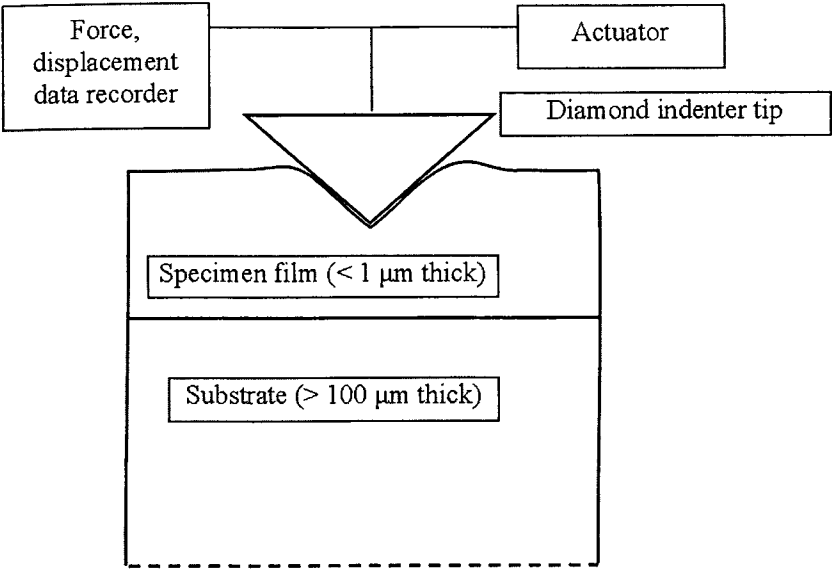 Force,
displacement
data recorder
Actuator
Diamond indenter tip
Specimen film (< 1 μm thick)
Substrate (> 100 μm thick)